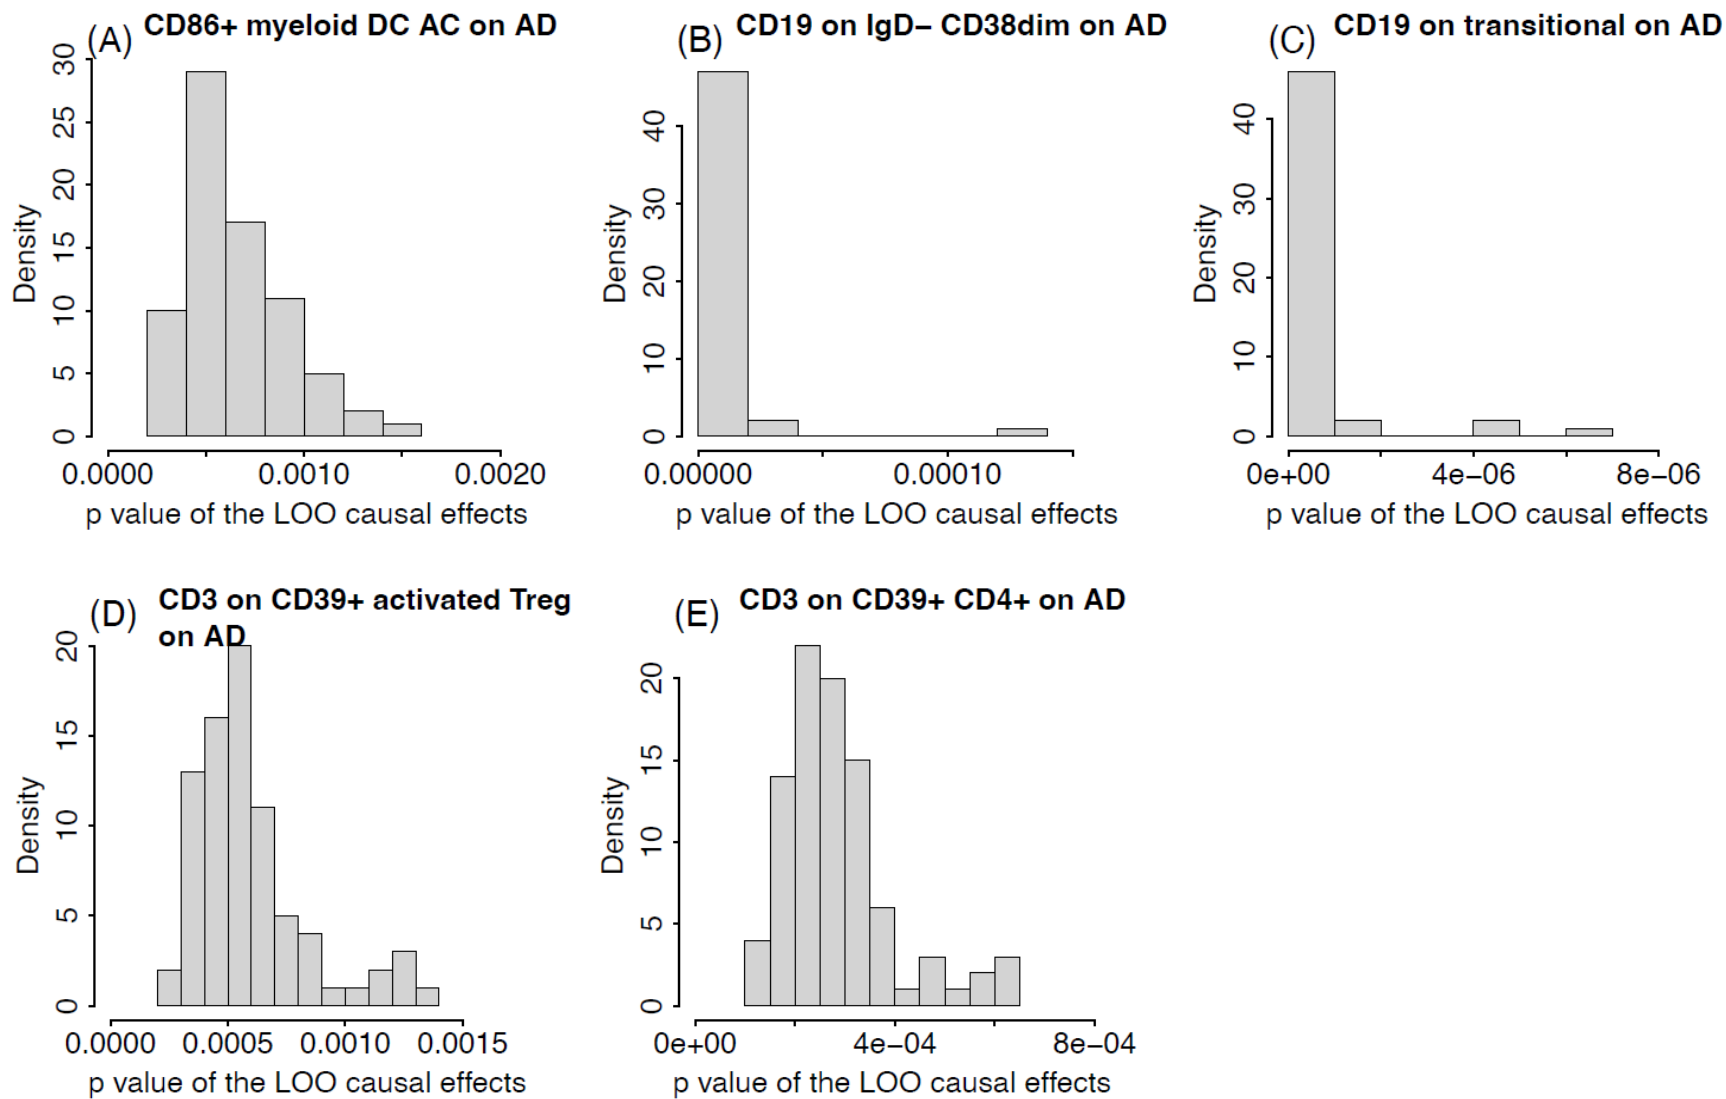 (A) CD86+ myeloid DC AC on AD
30
25
20
15
10
5
0
Density
0.0000 0.0010 0.0020
p value of the LOO causal effects
(B) CD19 on IgD− CD38dim on AD
40
30
20
10
0
Density
0.00000 0.00010
p value of the LOO causal effects
(C) CD19 on transitional on AD
40
30
20
10
0
Density
0e+00 4e−06 8e−06
p value of the LOO causal effects
(D) CD3 on CD39+ activated Treg
on AD
20
15
10
5
0
Density
0.0000 0.0005 0.0010 0.0015
p value of the LOO causal effects
(E) CD3 on CD39+ CD4+ on AD
20
15
10
5
0
Density
0e+00 4e−04 8e−04
p value of the LOO causal effects